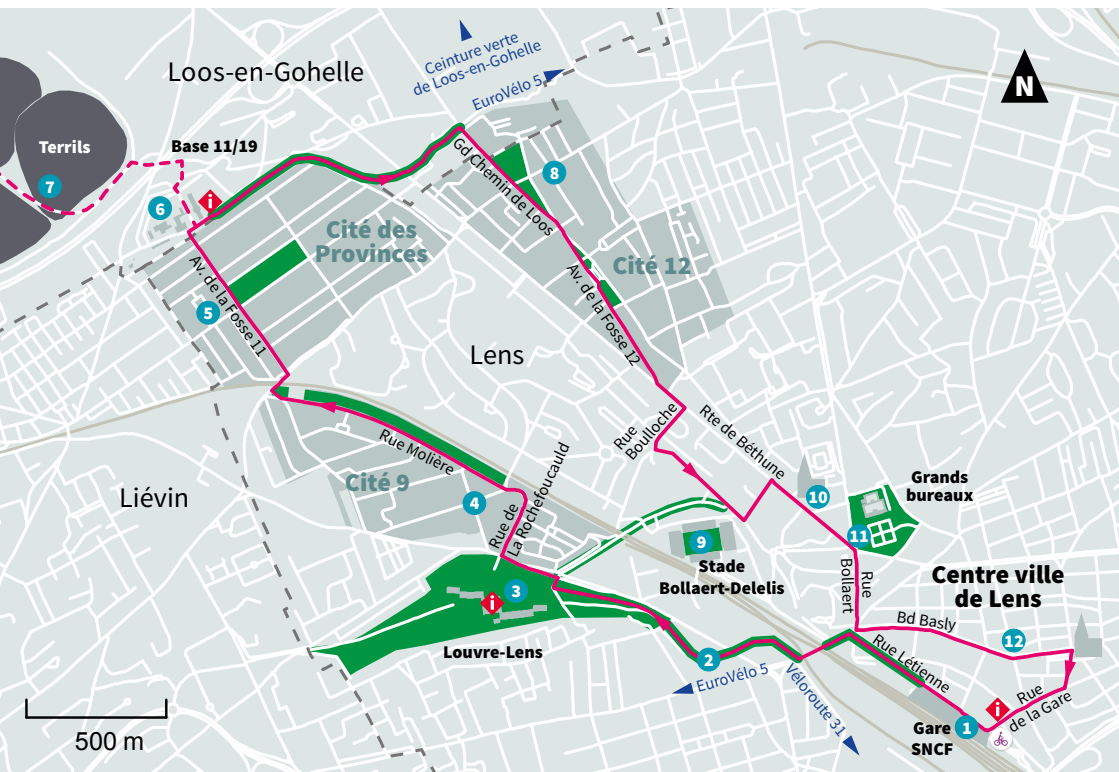 Loos-en-Gohelle
Ceinture verte
de Loos-en-Gohelle
EuroVélo 5
N
Terrils
Base 11/19
7
6
i
8
Gd Chemin de Loos
Cité des
Provinces
Cité 12
Av. de la Fosse 11
5
Av. de la Fosse 12
Lens
Rue
Boulloche
Rte de Béthune
Rue Molière
Cité 9
Liévin
4
Rue de
La Rochefoucauld
10
Grands
bureaux
11
9
Stade
Bollaert-Delelis
Rue
Bollaert
Centre ville
de Lens
3
i
Louvre-Lens
Bd Basly
12
2
EuroVélo 5
Véloroute 31
Rue Létienne
Rue
de la Gare
i
1
Gare
SNCF
500 m